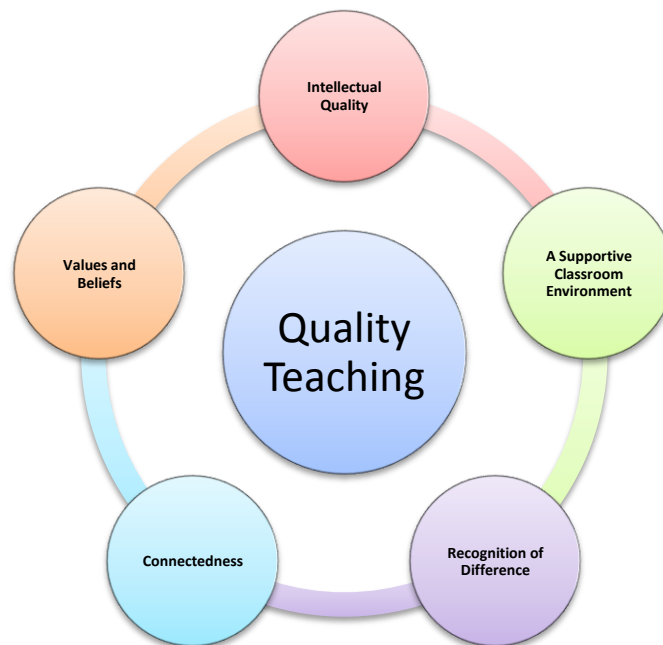 Intellectual
Quality
A Supportive
Classroom
Environment
Values and
Beliefs
Quality
Teaching
Connectedness
Recognition of
Difference